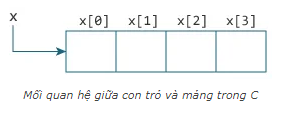 x x[0] x[1] x[2] x[3]
Mối quan hệ giữa con trỏ và mảng trong C